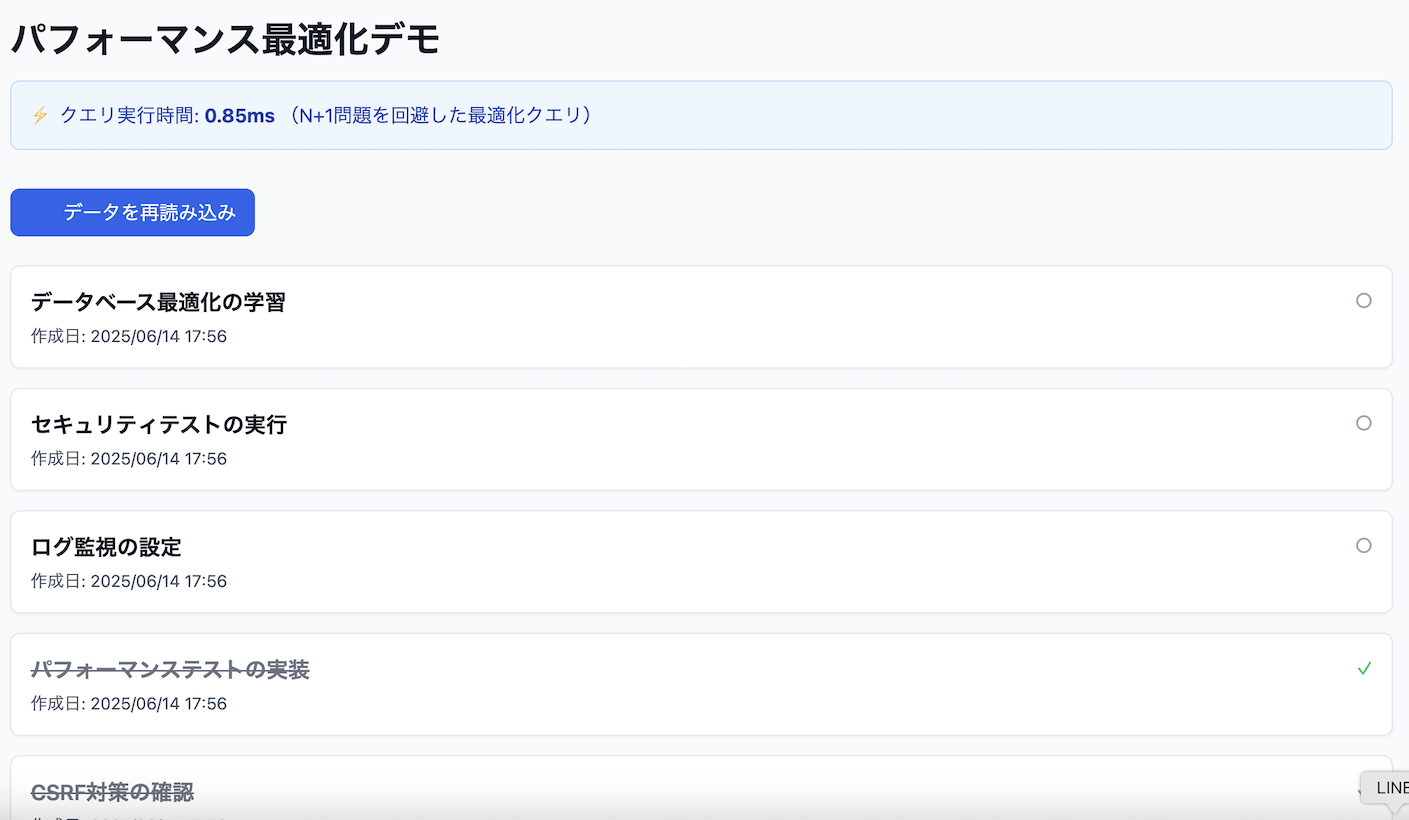 パフォーマンス最適化デモ
⚡ クエリ実行時間: 0.85ms （N+1問題を回避した最適化クエリ）
データを再読み込み
データベース最適化の学習
作成日: 2025/06/14 17:56
セキュリティテストの実行
作成日: 2025/06/14 17:56
ログ監視の設定
作成日: 2025/06/14 17:56
パフォーマンステストの実装
作成日: 2025/06/14 17:56
CSRF対策の確認
LINE